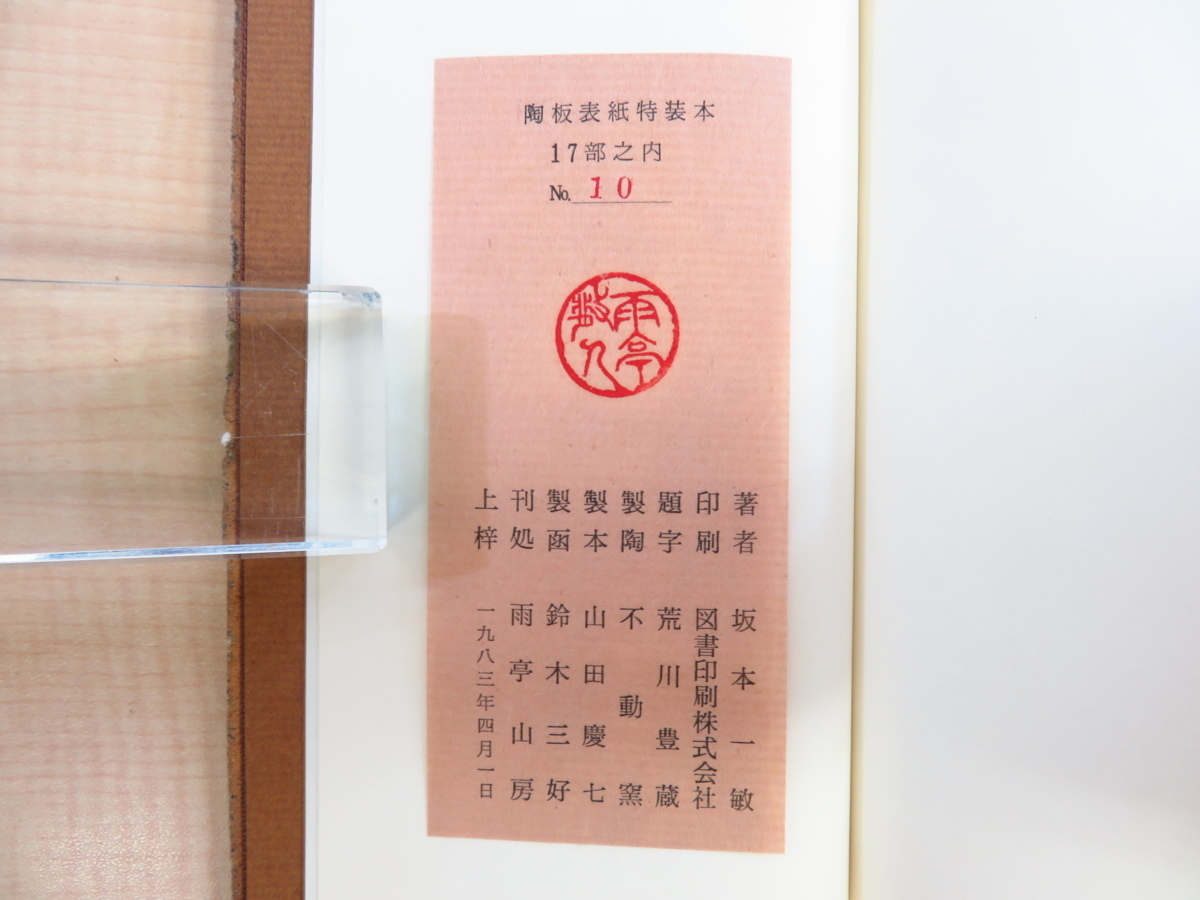 陶板表紙特装本
17部之内
No. 10
雨亭
著者 坂本一敏
印刷 図書印刷株式会社
題字 荒川豊蔵
製陶 不動窯
製本 山田慶七
製函 鈴木三好
刊処 雨亭山房
上梓 一九八三年四月一日